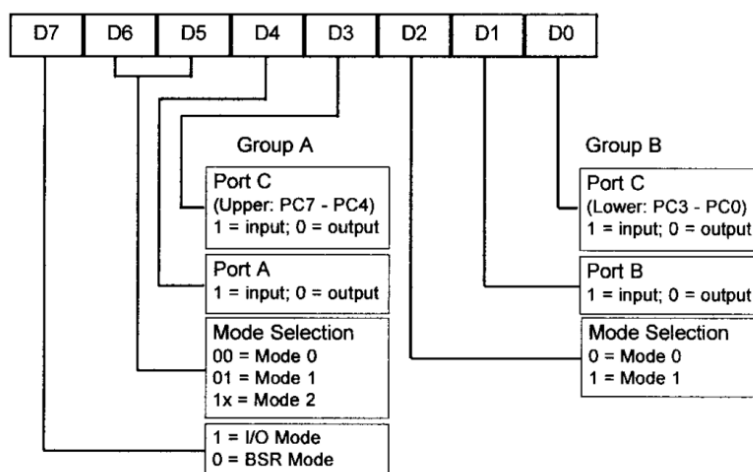 D7 D6 D5 D4 D3 D2 D1 D0
Group A
Port C
(Upper: PC7 - PC4)
1 = input; 0 = output
Port A
1 = input; 0 = output
Mode Selection
00 = Mode 0
01 = Mode 1
1x = Mode 2
1 = I/O Mode
0 = BSR Mode
Group B
Port C
(Lower: PC3 - PC0)
1 = input; 0 = output
Port B
1 = input; 0 = output
Mode Selection
0 = Mode 0
1 = Mode 1